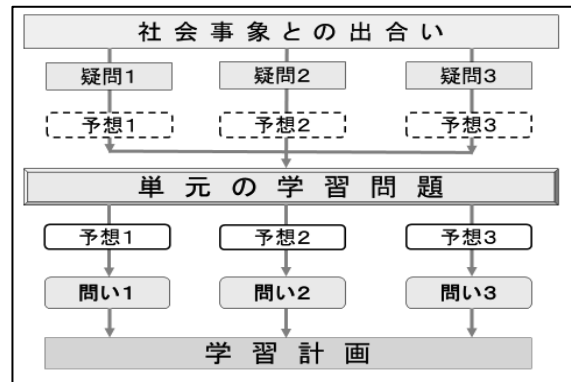 社会事象との出合い
疑問1 疑問2 疑問3
予想1 予想2 予想3
単元の学習問題
予想1 予想2 予想3
問い1 問い2 問い3
学習計画